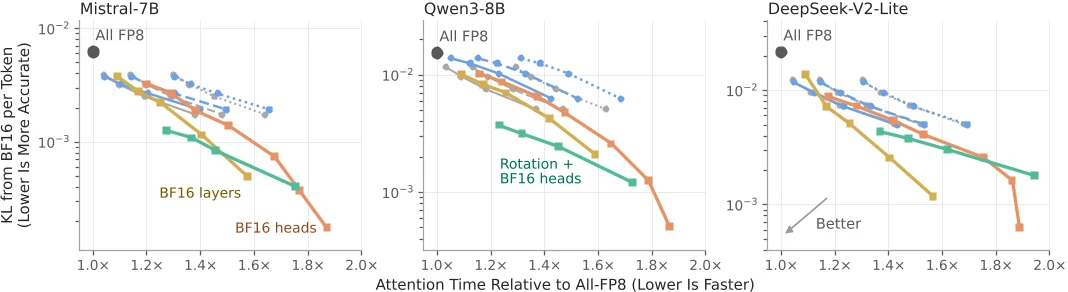 Mistral-7B
Qwen3-8B
DeepSeek-V2-Lite
KL from BF16 per Token
(Lower Is More Accurate)
10⁻²
10⁻³
All FP8
BF16 layers
BF16 heads
1.0× 1.2× 1.4× 1.6× 1.8× 2.0×
10⁻²
10⁻³
All FP8
Rotation +
BF16 heads
1.0× 1.2× 1.4× 1.6× 1.8× 2.0×
10⁻²
10⁻³
All FP8
Better
1.0× 1.2× 1.4× 1.6× 1.8× 2.0×
Attention Time Relative to All-FP8 (Lower Is Faster)